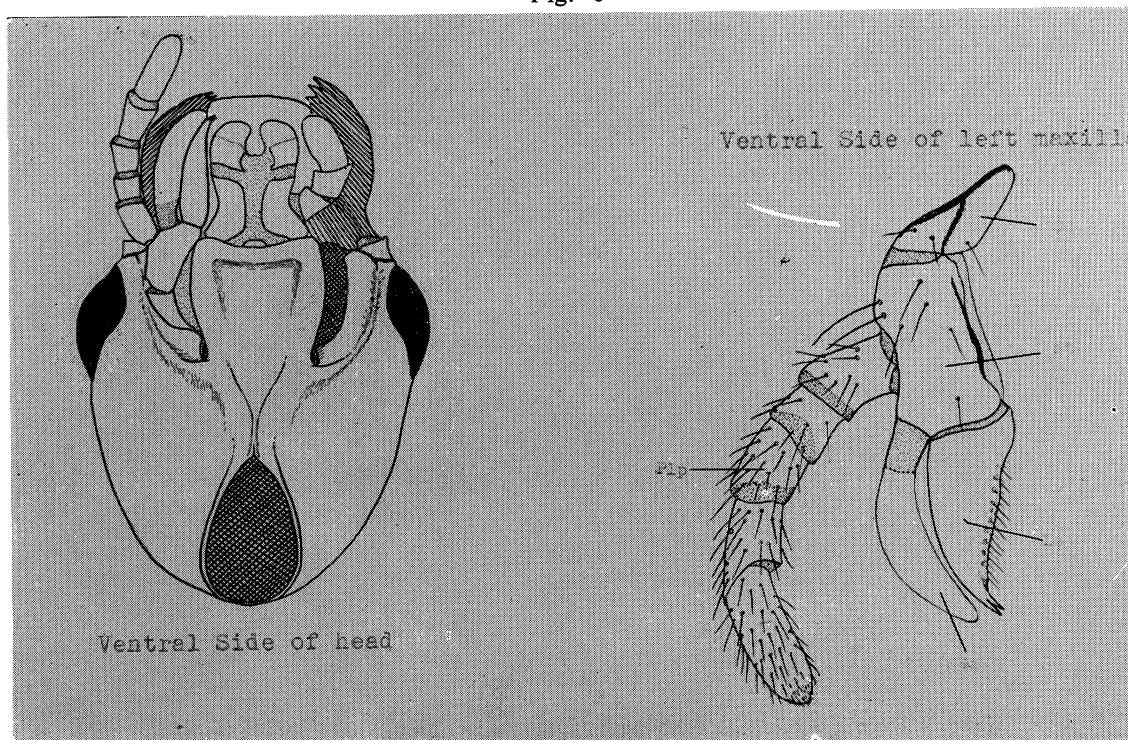 Ventral Side of left maxilla
Plp
Ventral Side of head